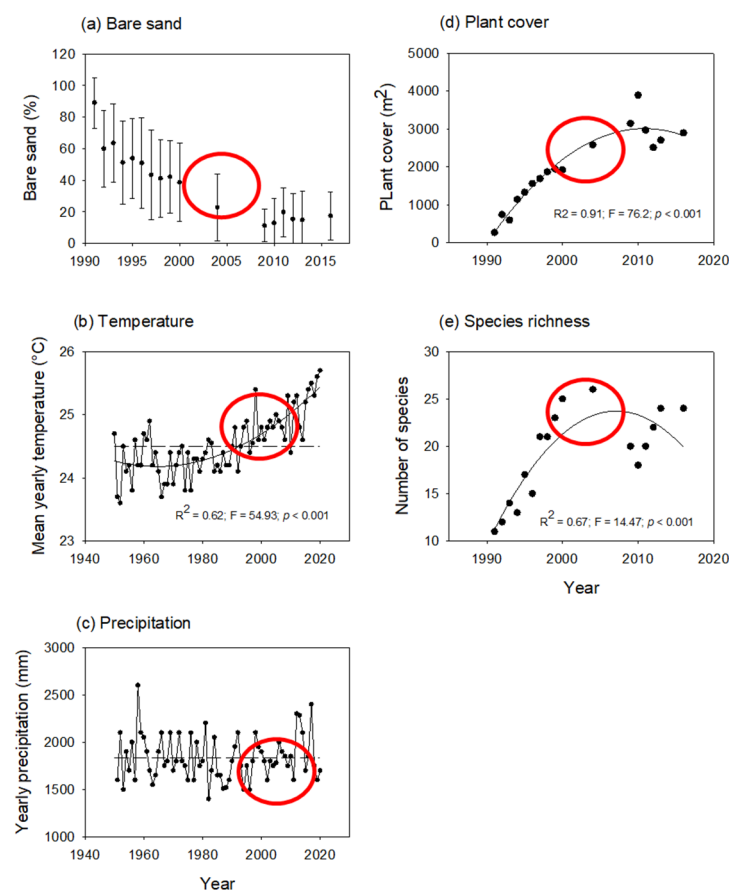 (a) Bare sand
Bare sand (%)
120
100
80
60
40
20
0
1990 1995 2000 2005 2010 2015
(d) Plant cover
PLant cover (m2)
5000
4000
3000
2000
1000
0
R2 = 0.91; F = 76.2; p < 0.001
1990 2000 2010 2020
(b) Temperature
Mean yearly temperature (°C)
26
25
24
23
R2 = 0.62; F = 54.93; p < 0.001
1940 1960 1980 2000 2020
(e) Species richness
Number of species
30
25
20
15
10
R2 = 0.67; F = 14.47; p < 0.001
1990 2000 2010 2020
Year
(c) Precipitation
Yearly precipitation (mm)
3000
2500
2000
1500
1000
1940 1960 1980 2000 2020
Year